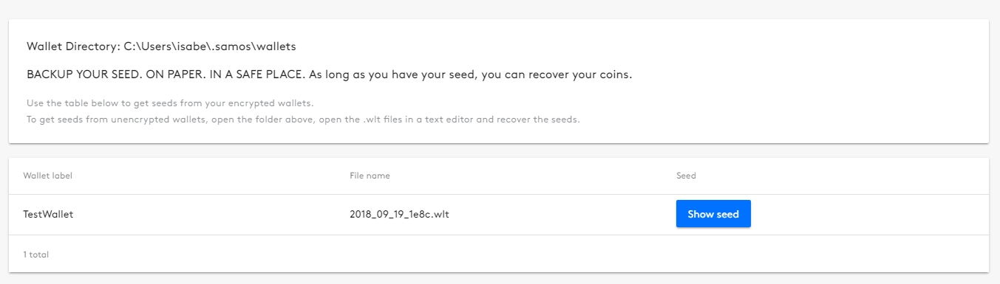 Wallet Directory: C:\Users\isabe\.samos\wallets
BACKUP YOUR SEED. ON PAPER. IN A SAFE PLACE. As long as you have your seed, you can recover your coins.
Use the table below to get seeds from your encrypted wallets.
To get seeds from unencrypted wallets, open the folder above, open the .wlt files in a text editor and recover the seeds.
Wallet label File name Seed
TestWallet 2018_09_19_1e8c.wlt Show seed
1 total